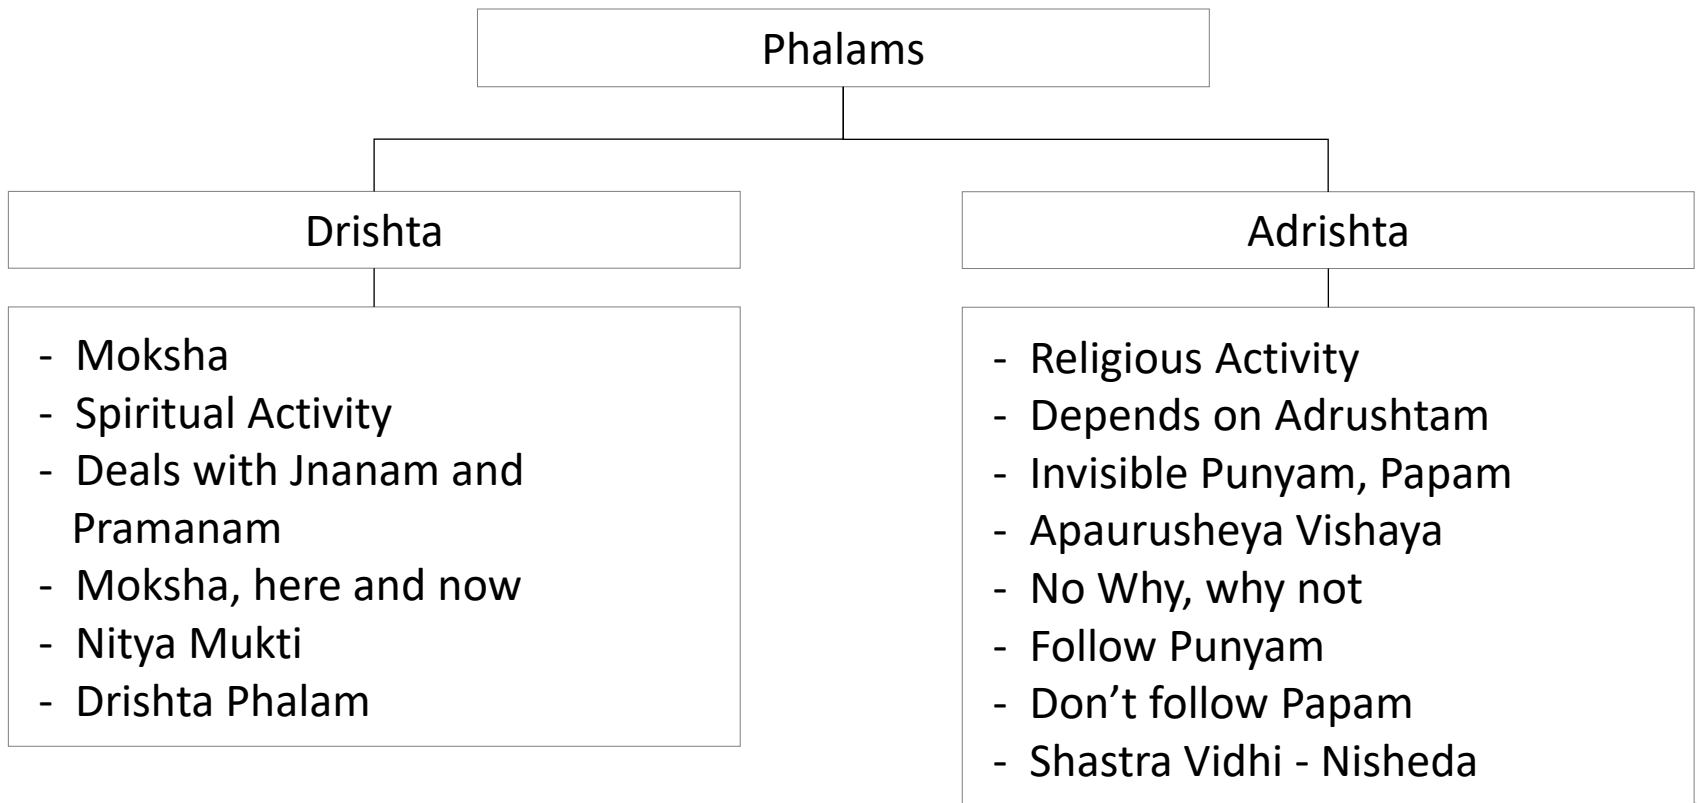 Phalams
Drishta
- Moksha
- Spiritual Activity
- Deals with Jnanam and
Pramanam
- Moksha, here and now
- Nitya Mukti
- Drishta Phalam
Adrishta
- Religious Activity
- Depends on Adrushtam
- Invisible Punyam, Papam
- Apaurusheya Vishaya
- No Why, why not
- Follow Punyam
- Don’t follow Papam
- Shastra Vidhi - Nisheda